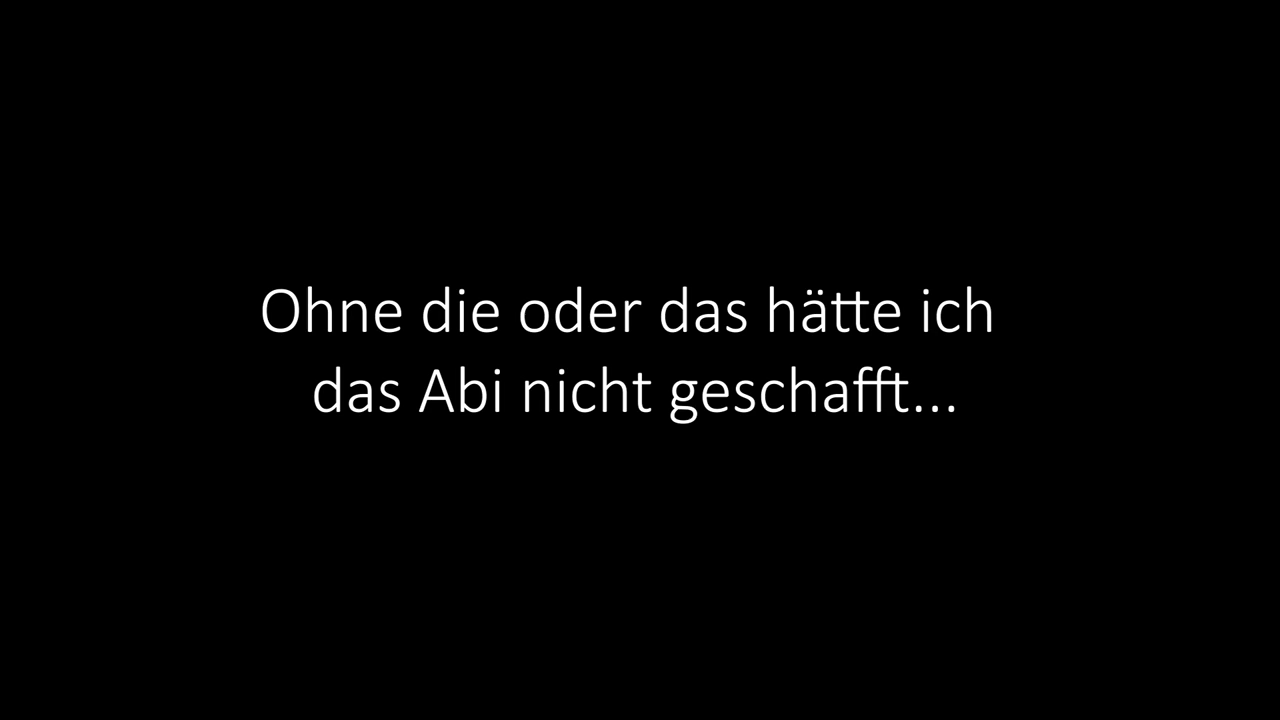 Ohne die oder das hätte ich
das Abi nicht geschafft...